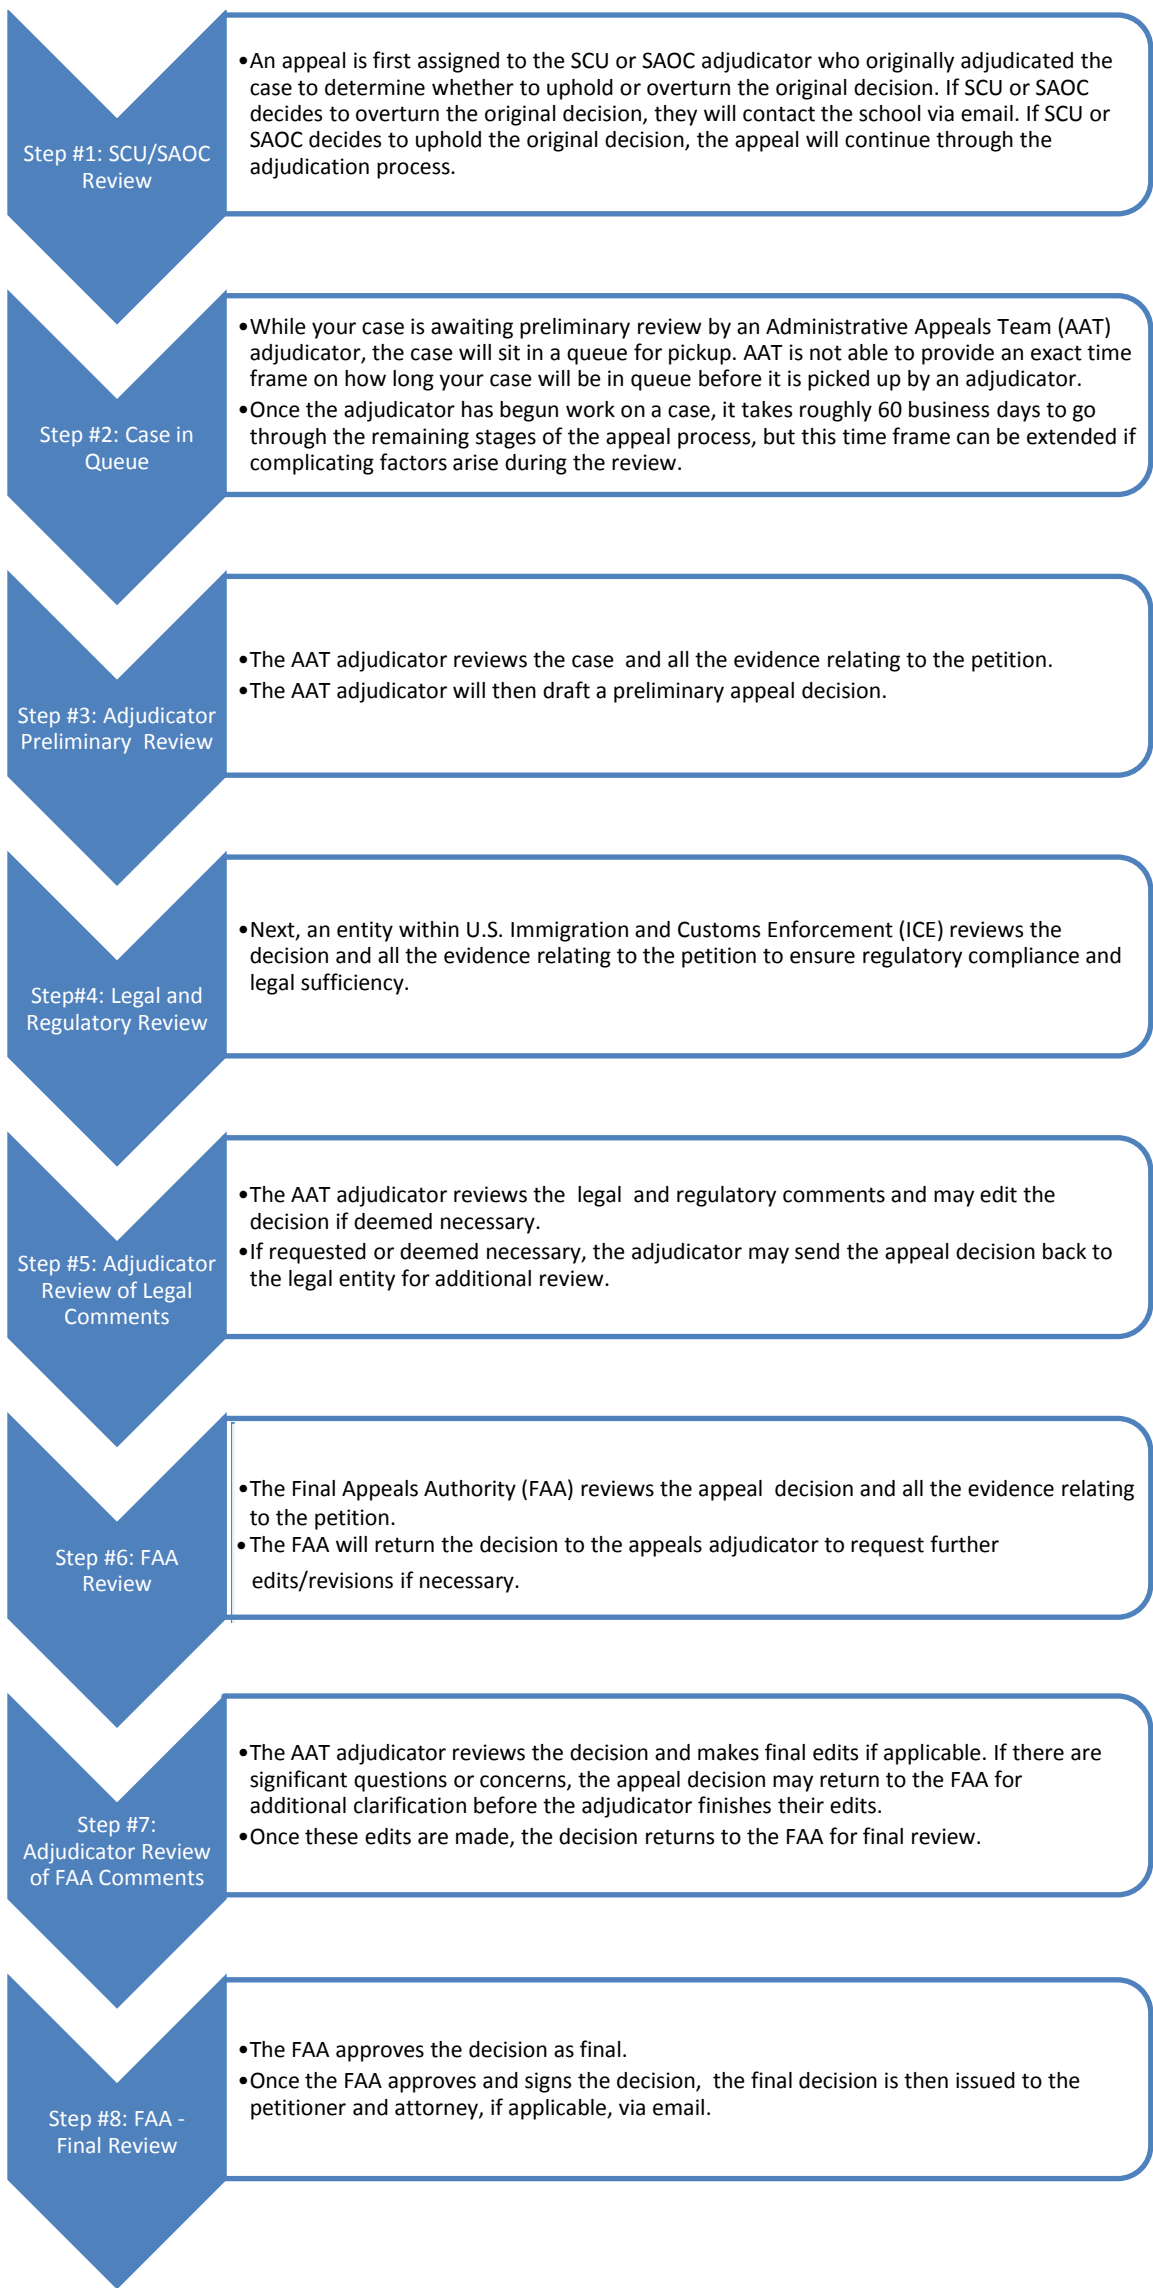 Step #1: SCU/SAOC
Review
•An appeal is first assigned to the SCU or SAOC adjudicator who originally adjudicated the
case to determine whether to uphold or overturn the original decision. If SCU or SAOC
decides to overturn the original decision, they will contact the school via email. If SCU or
SAOC decides to uphold the original decision, the appeal will continue through the
adjudication process.
Step #2: Case in
Queue
•While your case is awaiting preliminary review by an Administrative Appeals Team (AAT)
adjudicator, the case will sit in a queue for pickup. AAT is not able to provide an exact time
frame on how long your case will be in queue before it is picked up by an adjudicator.
•Once the adjudicator has begun work on a case, it takes roughly 60 business days to go
through the remaining stages of the appeal process, but this time frame can be extended if
complicating factors arise during the review.
Step #3: Adjudicator
Preliminary Review
•The AAT adjudicator reviews the case and all the evidence relating to the petition.
•The AAT adjudicator will then draft a preliminary appeal decision.
Step#4: Legal and
Regulatory Review
•Next, an entity within U.S. Immigration and Customs Enforcement (ICE) reviews the
decision and all the evidence relating to the petition to ensure regulatory compliance and
legal sufficiency.
Step #5: Adjudicator
Review of Legal
Comments
•The AAT adjudicator reviews the legal and regulatory comments and may edit the
decision if deemed necessary.
•If requested or deemed necessary, the adjudicator may send the appeal decision back to
the legal entity for additional review.
Step #6: FAA
Review
•The Final Appeals Authority (FAA) reviews the appeal decision and all the evidence relating
to the petition.
•The FAA will return the decision to the appeals adjudicator to request further
edits/revisions if necessary.
Step #7:
Adjudicator Review
of FAA Comments
•The AAT adjudicator reviews the decision and makes final edits if applicable. If there are
significant questions or concerns, the appeal decision may return to the FAA for
additional clarification before the adjudicator finishes their edits.
•Once these edits are made, the decision returns to the FAA for final review.
Step #8: FAA -
Final Review
•The FAA approves the decision as final.
•Once the FAA approves and signs the decision, the final decision is then issued to the
petitioner and attorney, if applicable, via email.